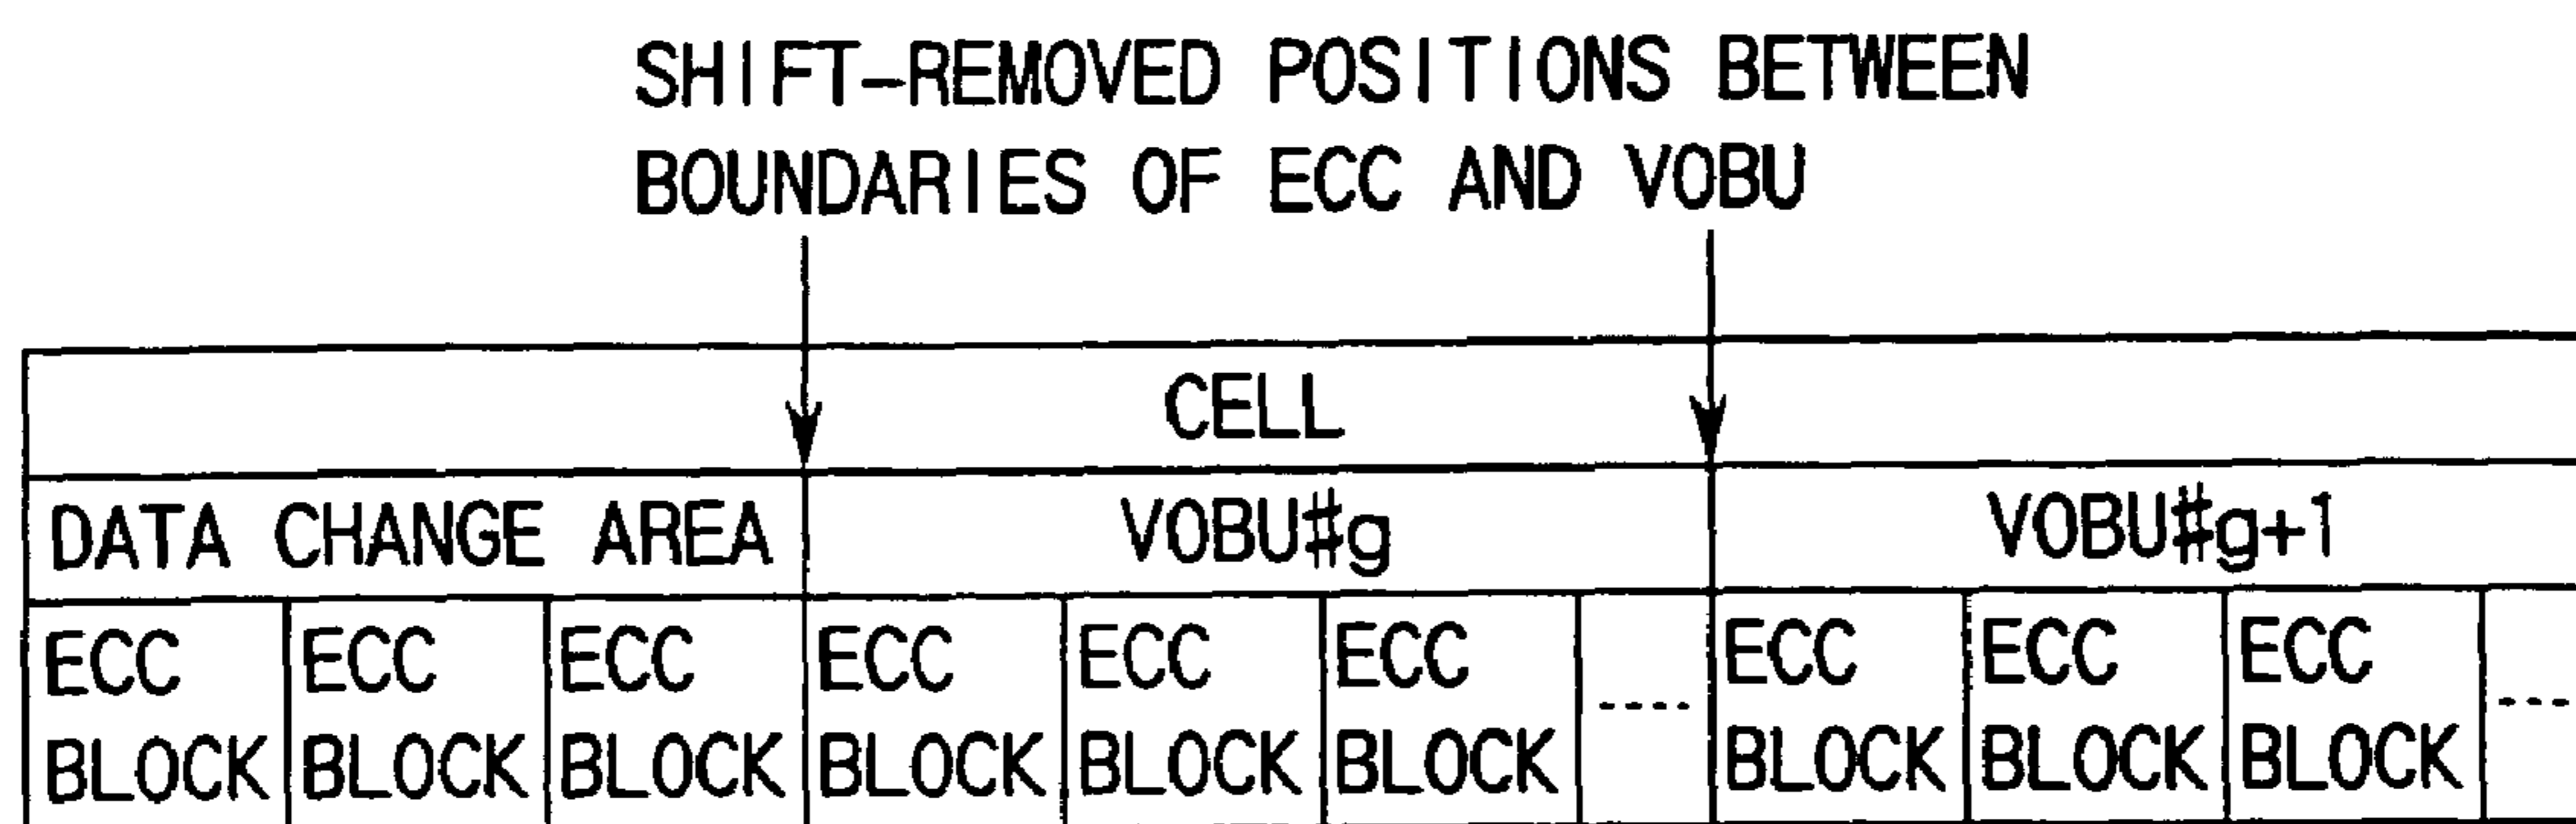 SHIFT-REMOVED POSITIONS BETWEEN
BOUNDARIES OF ECC AND VOBU
CELL
DATA CHANGE AREA VOBU#g VOBU#g+1
ECC ECC ECC ECC ECC ECC ECC ECC ECC
BLOCK BLOCK BLOCK BLOCK BLOCK BLOCK ----- BLOCK BLOCK BLOCK ----